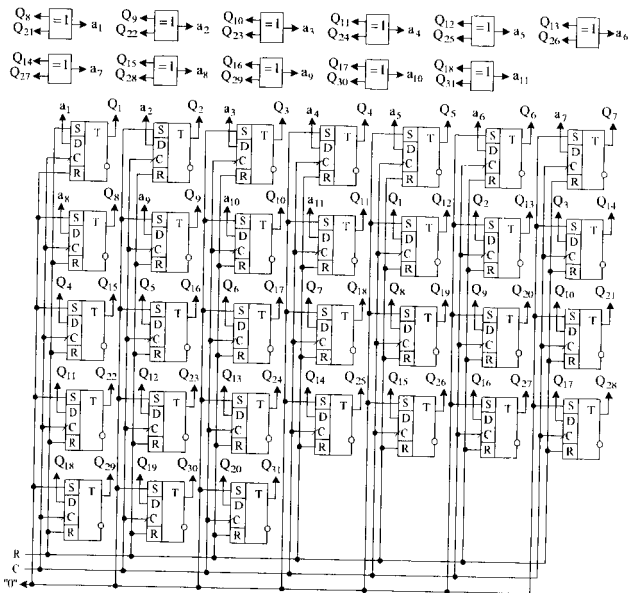 Q8 =1 a1 Q9 =1 a2 Q10 =1 a3 Q11 =1 a4 Q12 =1 a5 Q13 =1 a6
Q21 Q22 Q23 Q24 Q25 Q26
Q14 =1 a7 Q15 =1 a8 Q16 =1 a9 Q17 =1 a10 Q18 =1 a11
Q27 Q28 Q29 Q30 Q31
a1 Q1 a2 Q2 a3 Q3 a4 Q4 a5 Q5 a6 Q6 a7 Q7
S T S T S T S T S T S T S T
D D D D D D D
C C C C C C C
R R R R R R R
a8 Q8 a9 Q9 a10 Q10 a11 Q11 Q1 Q12 Q2 Q13 Q3 Q14
S T S T S T S T S T S T S T
D D D D D D D
C C C C C C C
R R R R R R R
Q4 Q15 Q5 Q16 Q6 Q17 Q7 Q18 Q8 Q19 Q9 Q20 Q10 Q21
S T S T S T S T S T S T S T
D D D D D D D
C C C C C C C
R R R R R R R
Q11 Q22 Q12 Q23 Q13 Q24 Q14 Q25 Q15 Q26 Q16 Q27 Q17 Q28
S T S T S T S T S T S T S T
D D D D D D D
C C C C C C C
R R R R R R R
Q18 Q29 Q19 Q30 Q20 Q31
S T S T S T
D D D
C C C
R R R
R
C
"0"